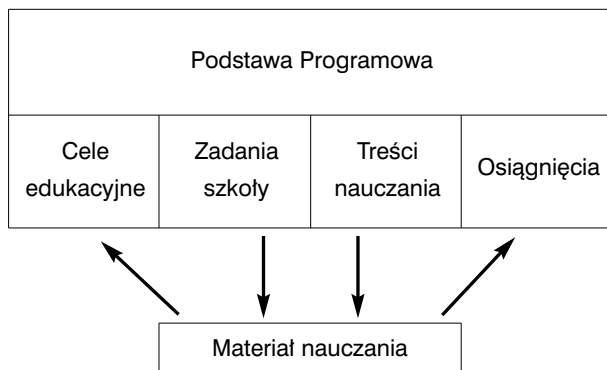 Podstawa Programowa
Cele
edukacyjne
Zadania
szkoły
Treści
nauczania
Osiągnięcia
Materiał nauczania